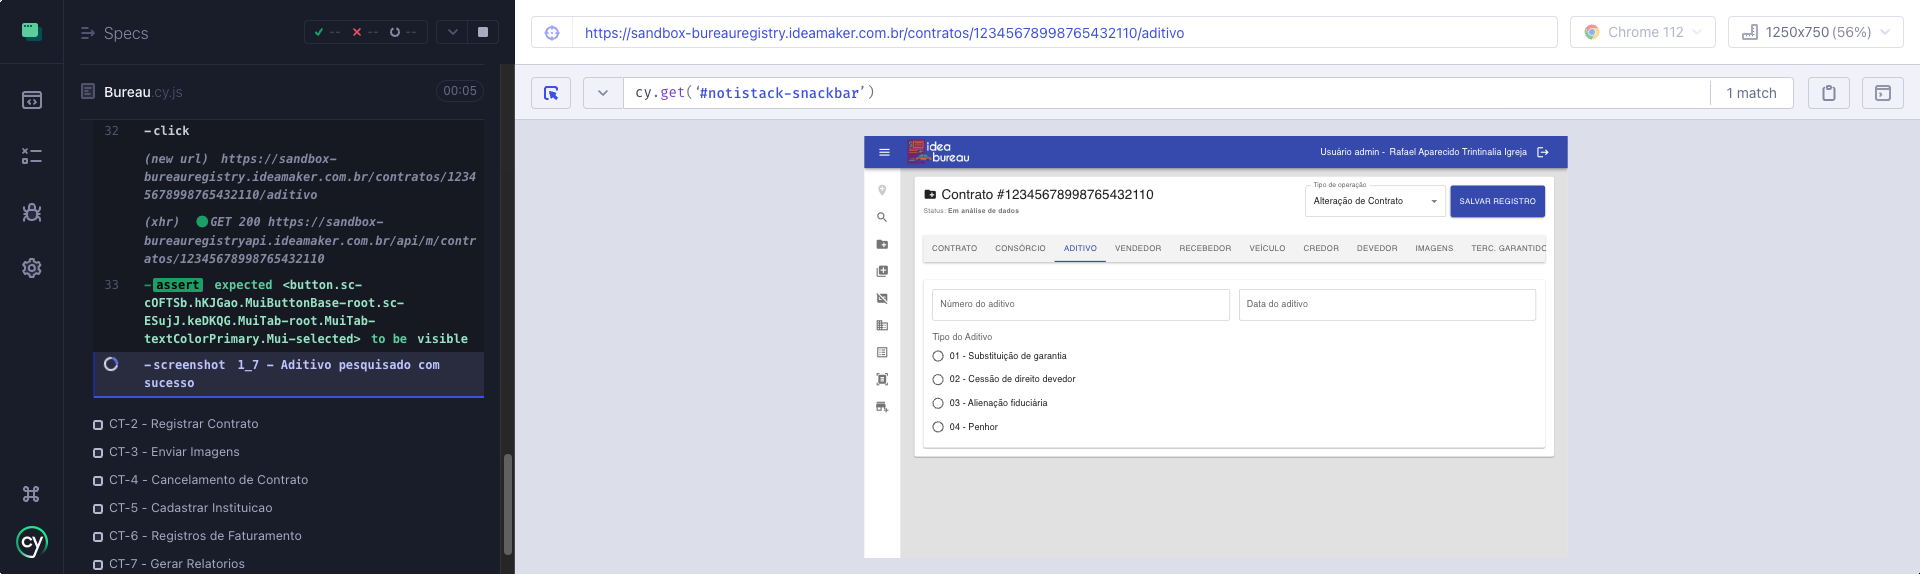 Specs
-- -- --
Bureau.cy.js 00:05
32 -click
(new url) https://sandbox-
bureauregistry.ideamaker.com.br/contratos/1234
5678998765432110/aditivo
(xhr) GET 200 https://sandbox-
bureauregistryapi.ideamaker.com.br/api/m/contr
atos/12345678998765432110
33 -assert expected <button.sc-
cOFTSb.hKJGao.MuiButtonBase-root.sc-
ESujJ.keDKQG.MuiTab-root.MuiTab-
textColorPrimary.Mui-selected> to be visible
-screenshot 1_7 - Aditivo pesquisado com
sucesso
CT-2 - Registrar Contrato
CT-3 - Enviar Imagens
CT-4 - Cancelamento de Contrato
CT-5 - Cadastrar Instituicao
CT-6 - Registros de Faturamento
CT-7 - Gerar Relatorios
cy
https://sandbox-bureauregistry.ideamaker.com.br/contratos/12345678998765432110/aditivo
Chrome 112
1250x750 (56%)
cy.get(‘#notistack-snackbar’)
1 match
idea
bureau
Usuário admin - Rafael Aparecido Trintinalia Igreja
Contrato #12345678998765432110
Status: Em análise de dados
Tipo de operação
Alteração de Contrato
SALVAR REGISTRO
CONTRATO CONSÓRCIO ADITIVO VENDEDOR RECEBEDOR VEÍCULO CREDOR DEVEDOR IMAGENS TERC. GARANTIDO
Número do aditivo
Data do aditivo
Tipo do Aditivo
01 - Substituição de garantia
02 - Cessão de direito devedor
03 - Alienação fiduciária
04 - Penhor